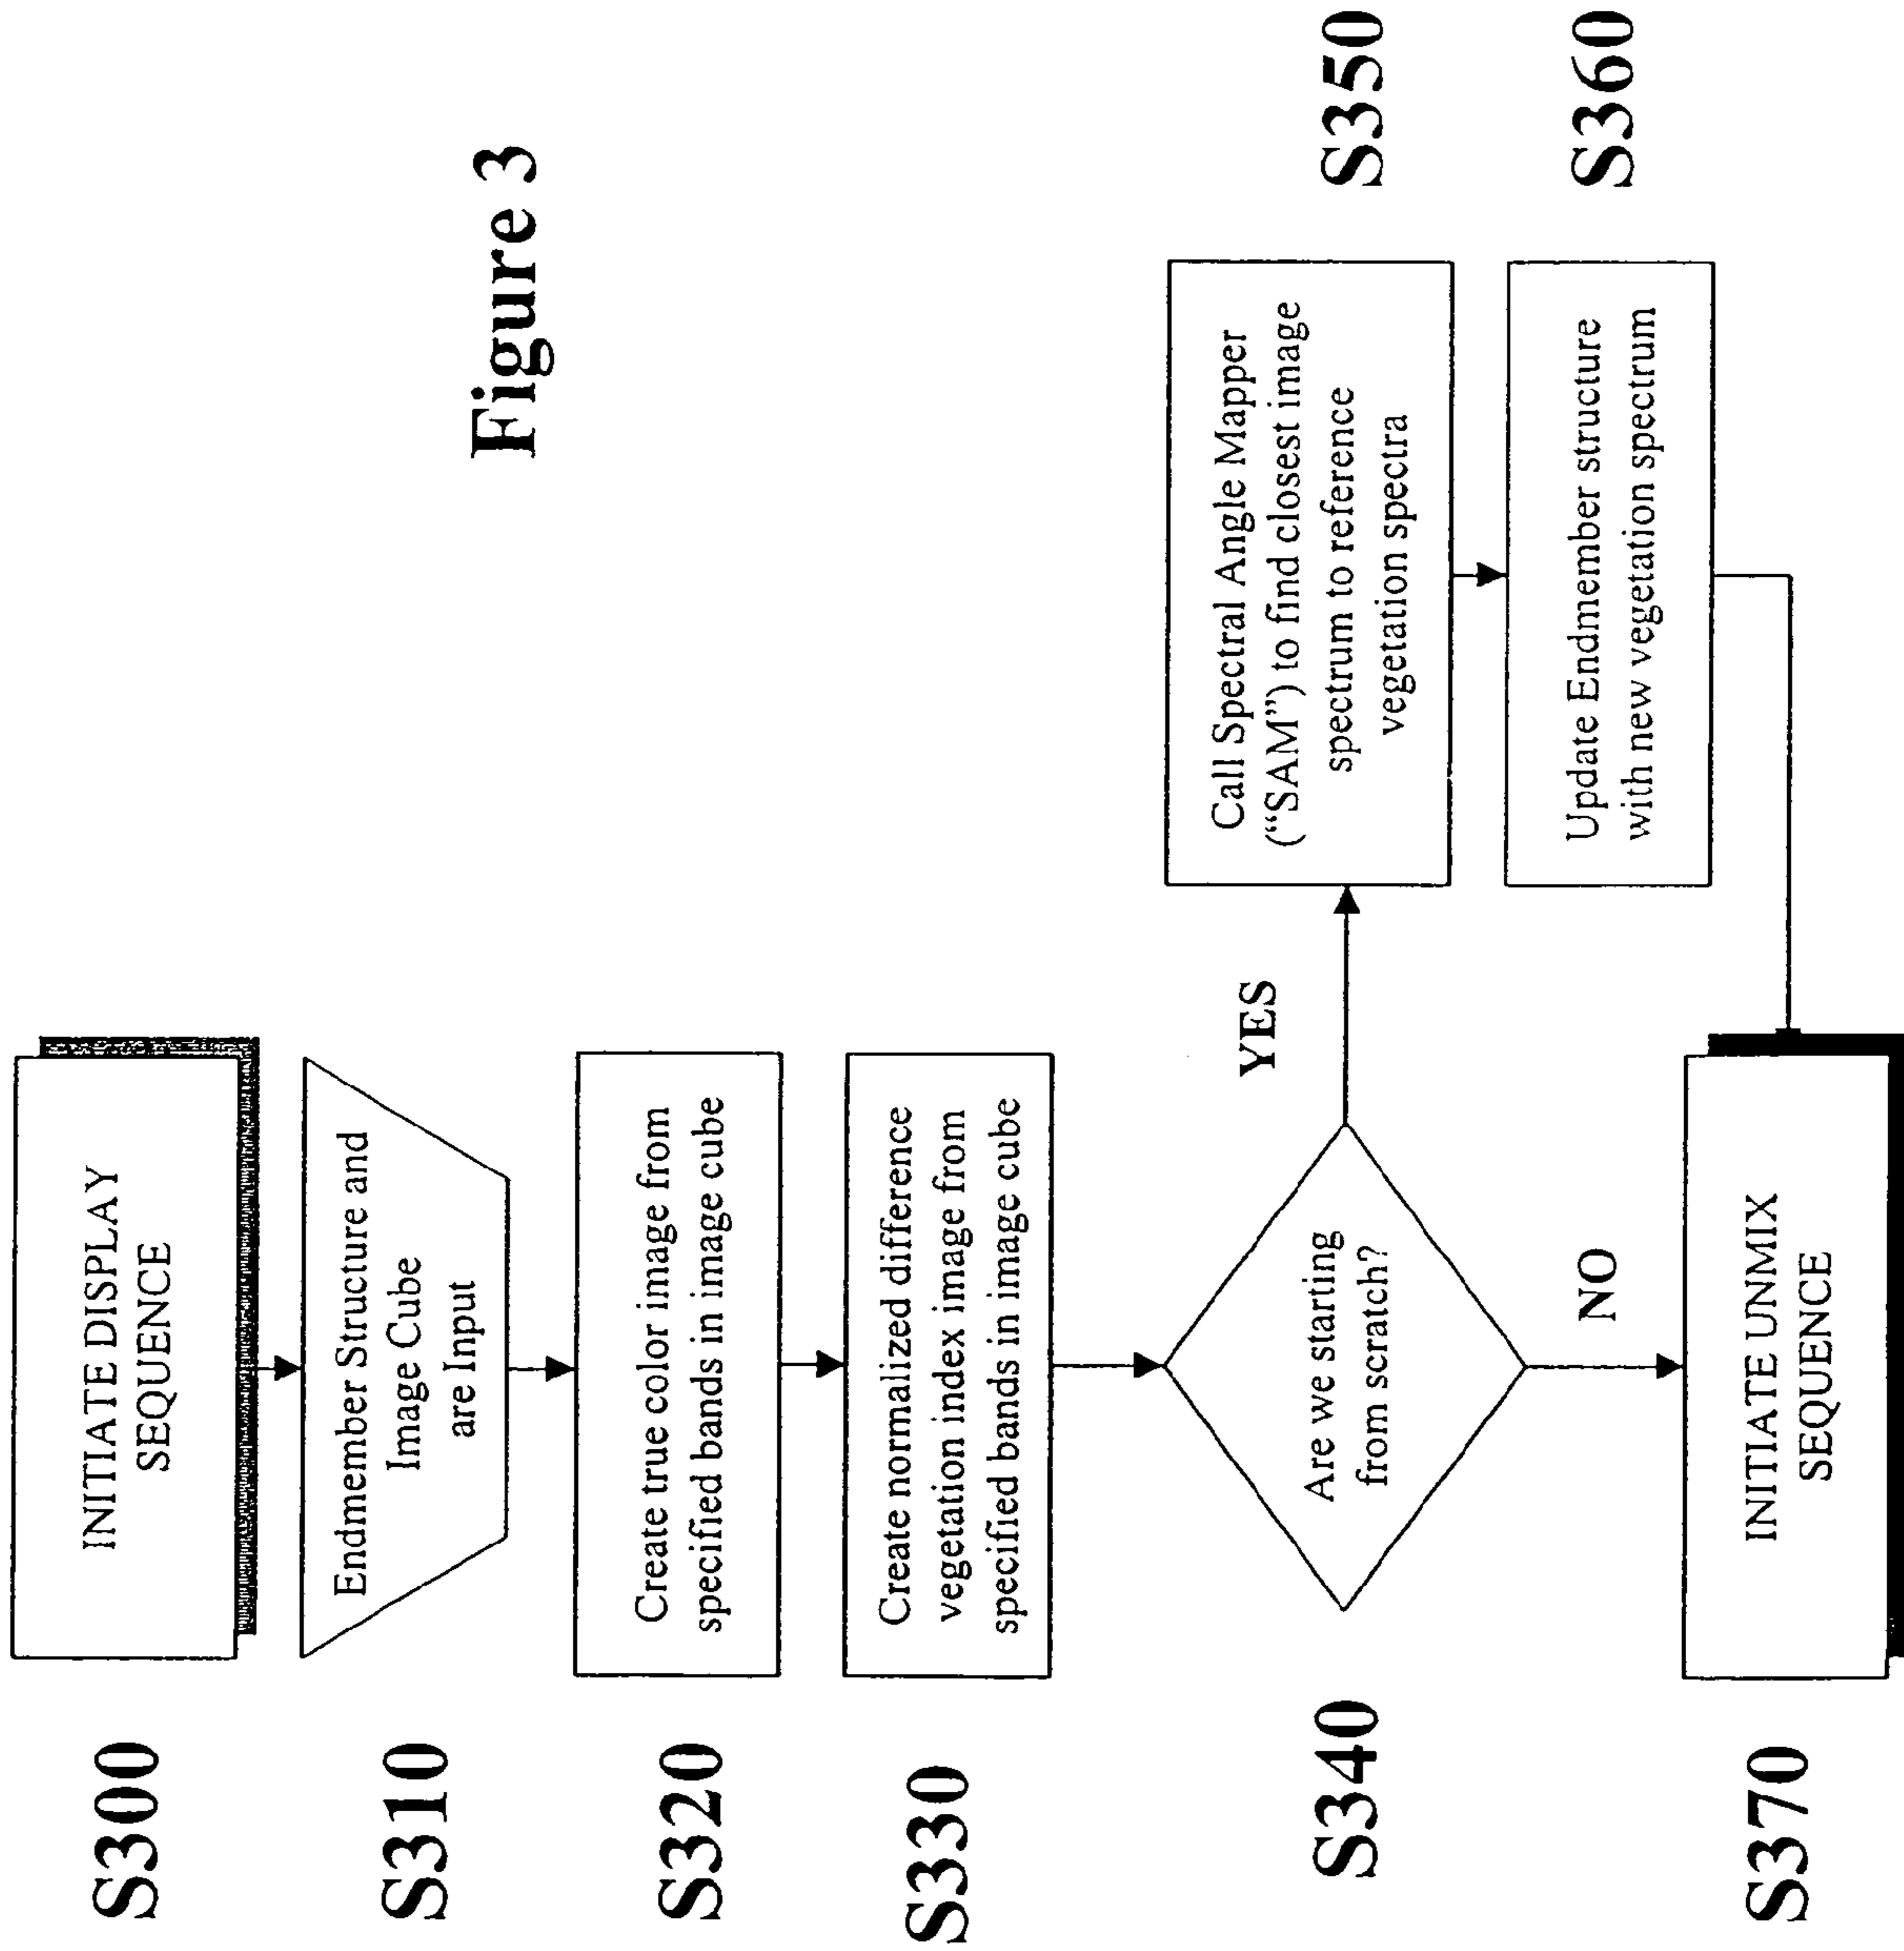 Figure 3
S300
INITIATE DISPLAY
SEQUENCE
S310
Endmember Structure and
Image Cube
are Input
S320
Create true color image from
specified bands in image cube
S330
Create normalized difference
vegetation index image from
specified bands in image cube
S340
Are we starting
from scratch?
YES
NO
S350
Call Spectral Angle Mapper
(“SAM”) to find closest image
spectrum to reference
vegetation spectra
S360
Update Endmember structure
with new vegetation spectrum
S370
INITIATE UNMIX
SEQUENCE